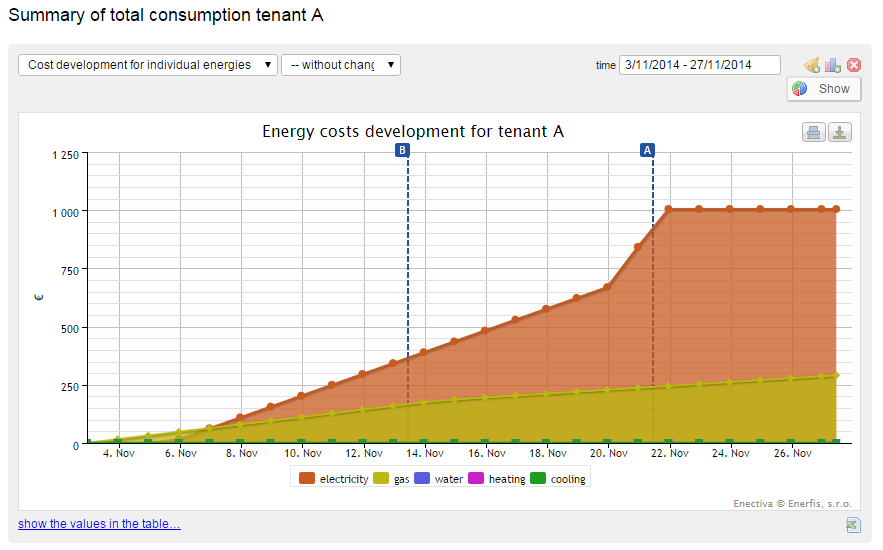 Summary of total consumption tenant A
Cost development for individual energies -- without chang time 3/11/2014 - 27/11/2014
Show
Energy costs development for tenant A
B A
1 250
1 000
750
500
250
0
€
4. Nov 6. Nov 8. Nov 10. Nov 12. Nov 14. Nov 16. Nov 18. Nov 20. Nov 22. Nov 24. Nov 26. Nov
electricity gas water heating cooling
Enectiva © Enerfis, s.r.o.
show the values in the table...